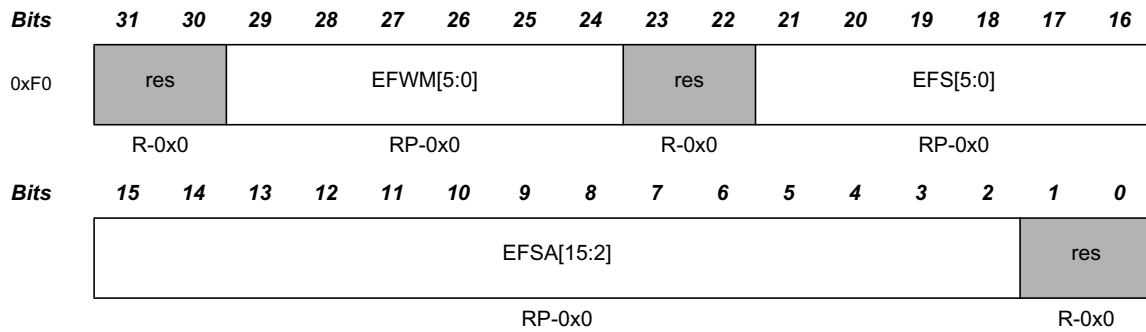 Bits 31 30 29 28 27 26 25 24 23 22 21 20 19 18 17 16
0xF0 res EFWM[5:0] res EFS[5:0]
R-0x0 RP-0x0 R-0x0 RP-0x0
Bits 15 14 13 12 11 10 9 8 7 6 5 4 3 2 1 0
EFSA[15:2] res
RP-0x0 R-0x0